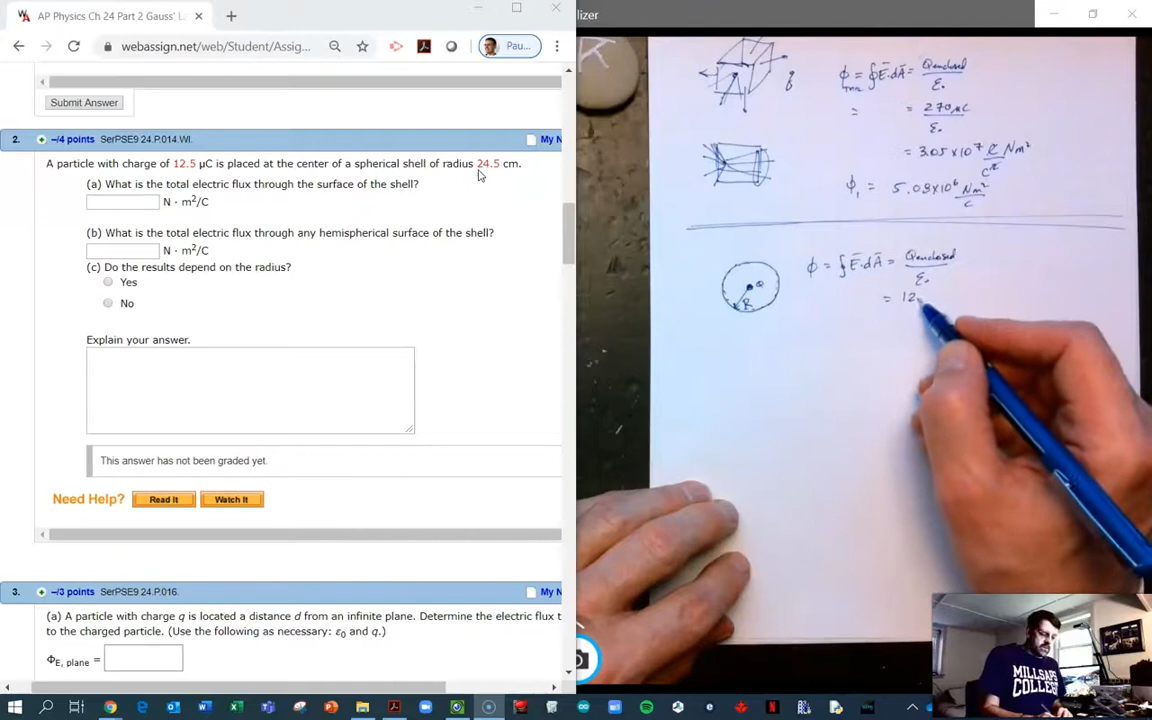 AP Physics Ch 24 Part 2 Gauss' L
webassign.net/web/Student/Assig...
Pau...
Submit Answer
2.
–/4 points SerPSE9 24.P.014.WI.
My N
A particle with charge of 12.5 µC is placed at the center of a spherical shell of radius 24.5 cm.
(a) What is the total electric flux through the surface of the shell?
N · m²/C
(b) What is the total electric flux through any hemispherical surface of the shell?
N · m²/C
(c) Do the results depend on the radius?
Yes
No
Explain your answer.
This answer has not been graded yet.
Need Help? Read It Watch It
3.
–/3 points SerPSE9 24.P.016.
My N
(a) A particle with charge q is located a distance d from an infinite plane. Determine the electric flux t
to the charged particle. (Use the following as necessary: ε0 and q.)
ΦE, plane =
lizer
= ∮E·dA = Qenclosed / ε₀
= 270µC / ε₀
= 3.05×10⁷ C Nm² / C²
ϕ₁ = 5.08×10⁶ Nm² / C
Q
R
ϕ = ∮E·dA = Qenclosed / ε₀
= 12
MILLSAPS
COLLEGE